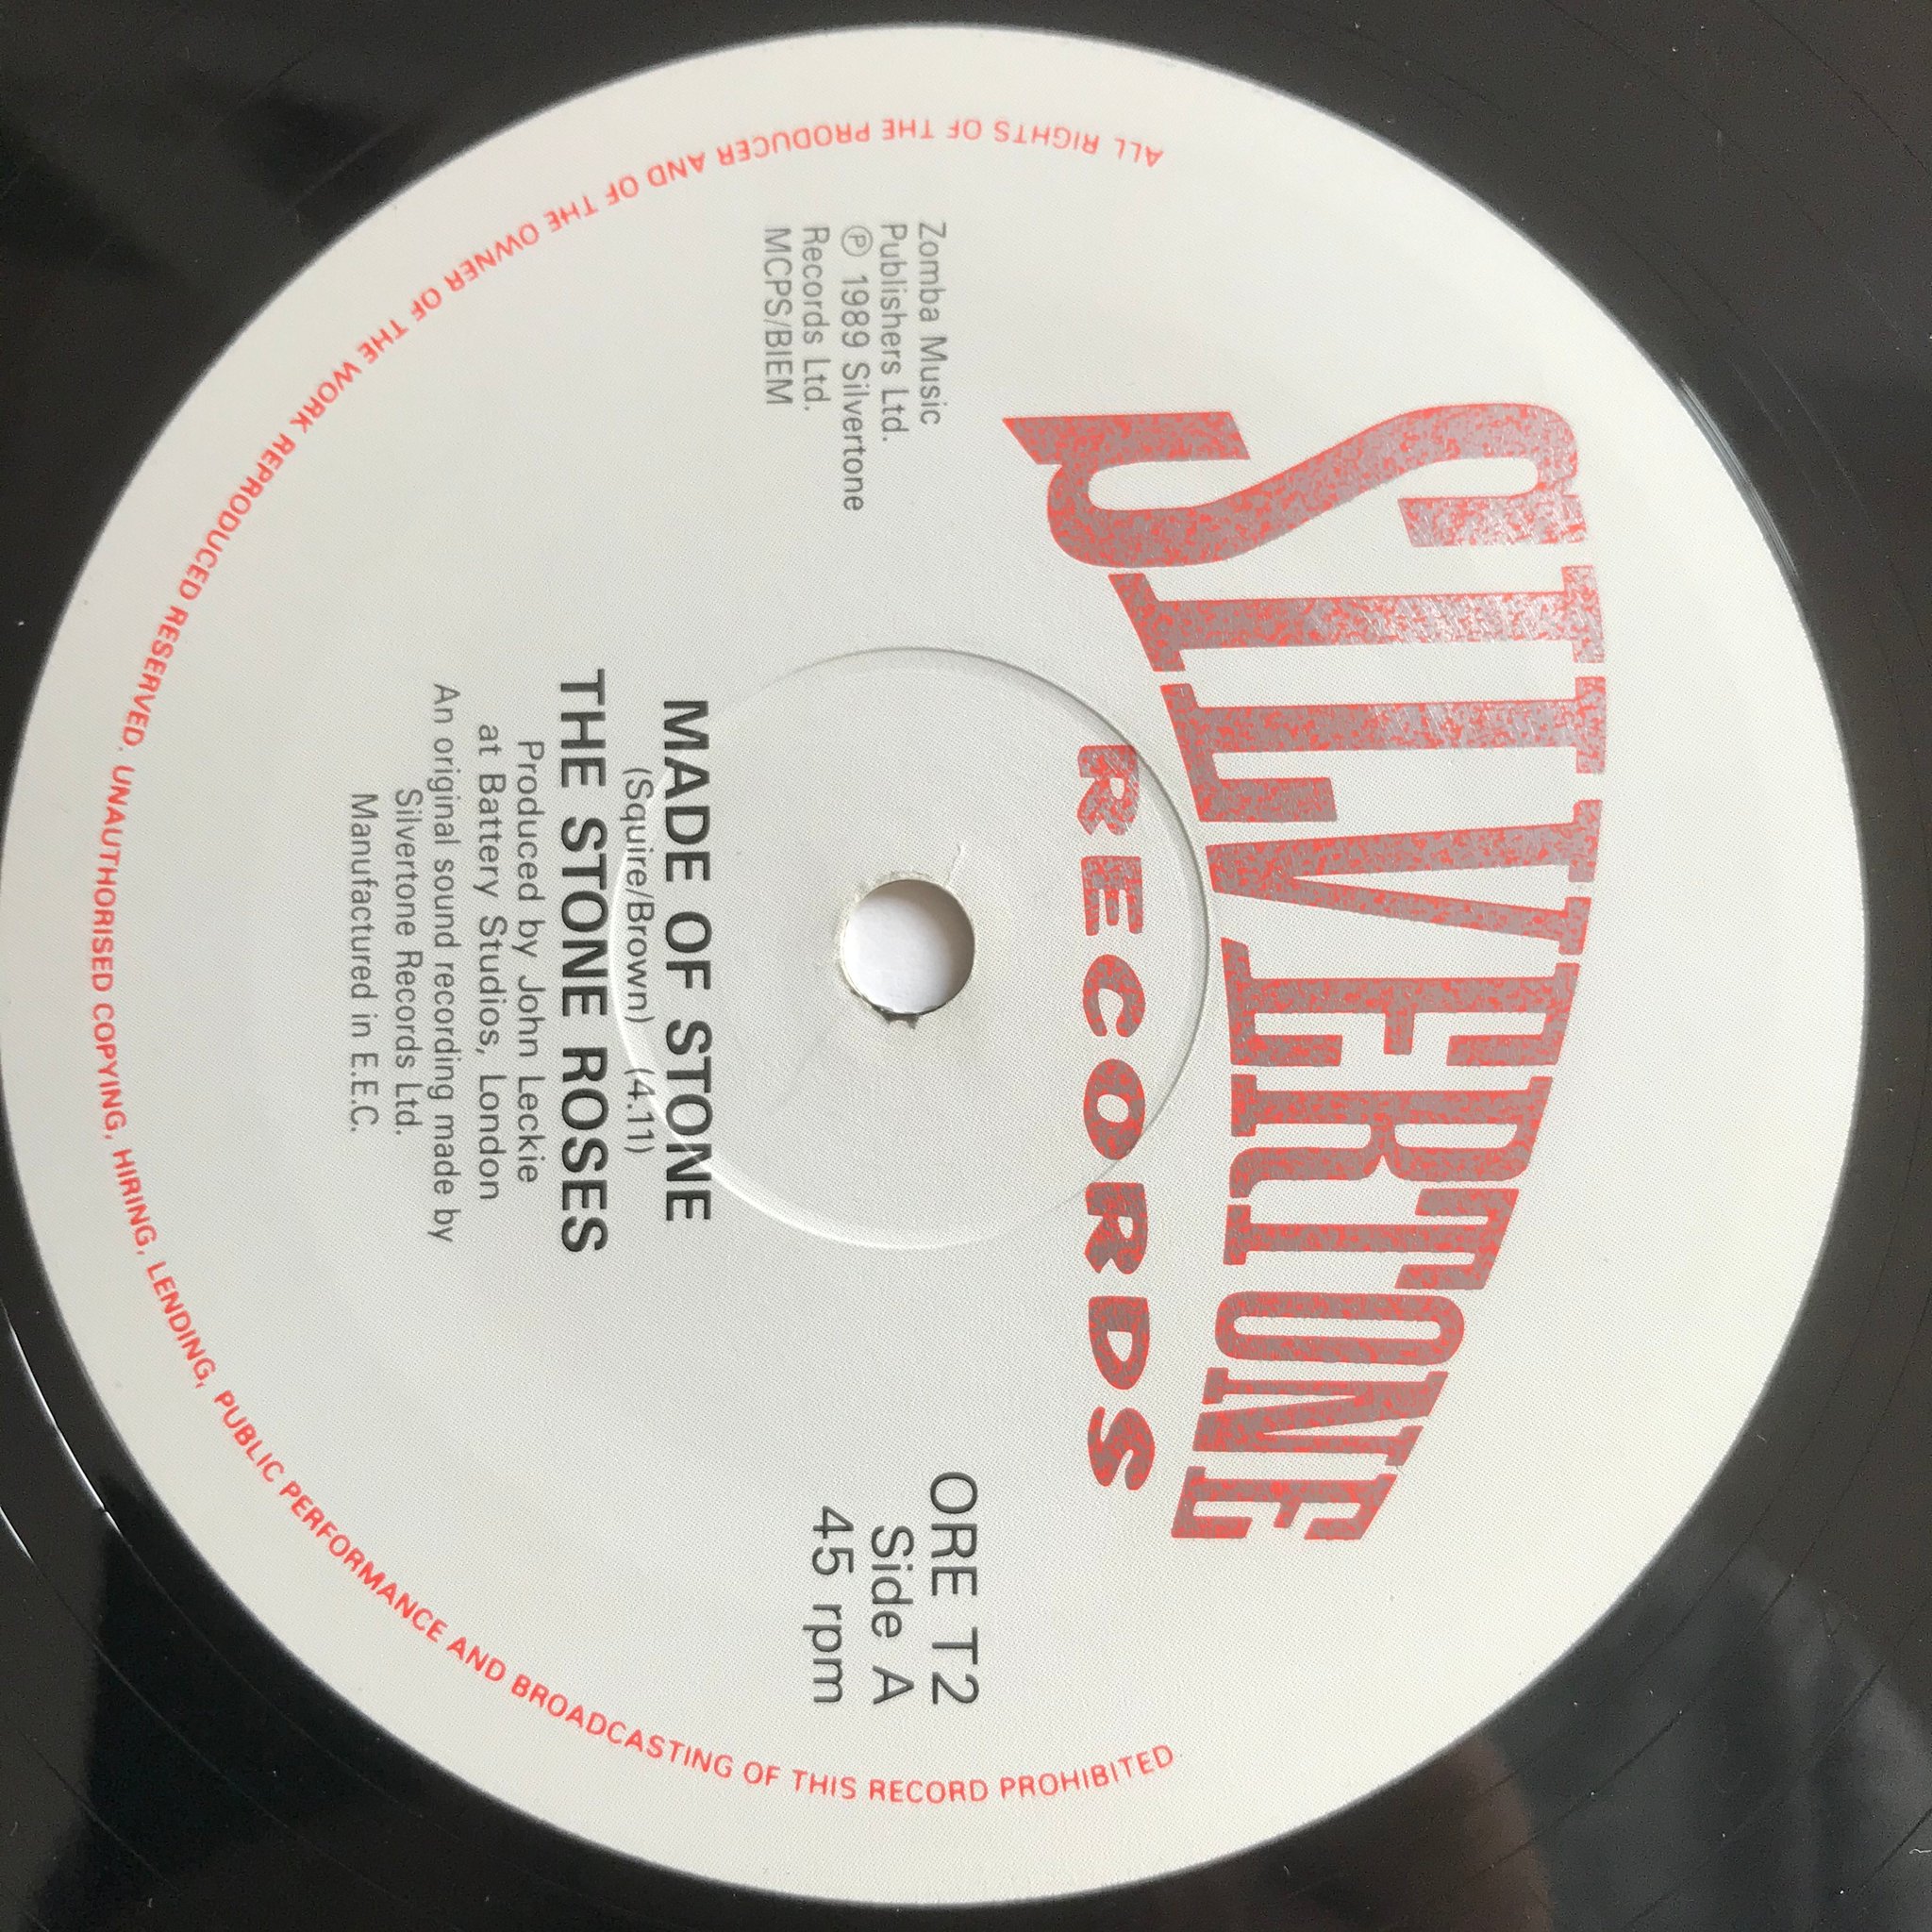 SILVERTONE
RECORDS
Zomba Music
Publishers Ltd.
℗ 1989 Silvertone
Records Ltd.
MCPS/BIEM
ORE T2
Side A
45 rpm
MADE OF STONE
(Squire/Brown) (4.11)
THE STONE ROSES
Produced by John Leckie
at Battery Studios, London
An original sound recording made by
Silvertone Records Ltd.
Manufactured in E.E.C.
ALL RIGHTS OF THE PRODUCER AND OF THE OWNER OF THE WORK REPRODUCED RESERVED. UNAUTHORISED COPYING, HIRING, LENDING, PUBLIC PERFORMANCE AND BROADCASTING OF THIS RECORD PROHIBITED